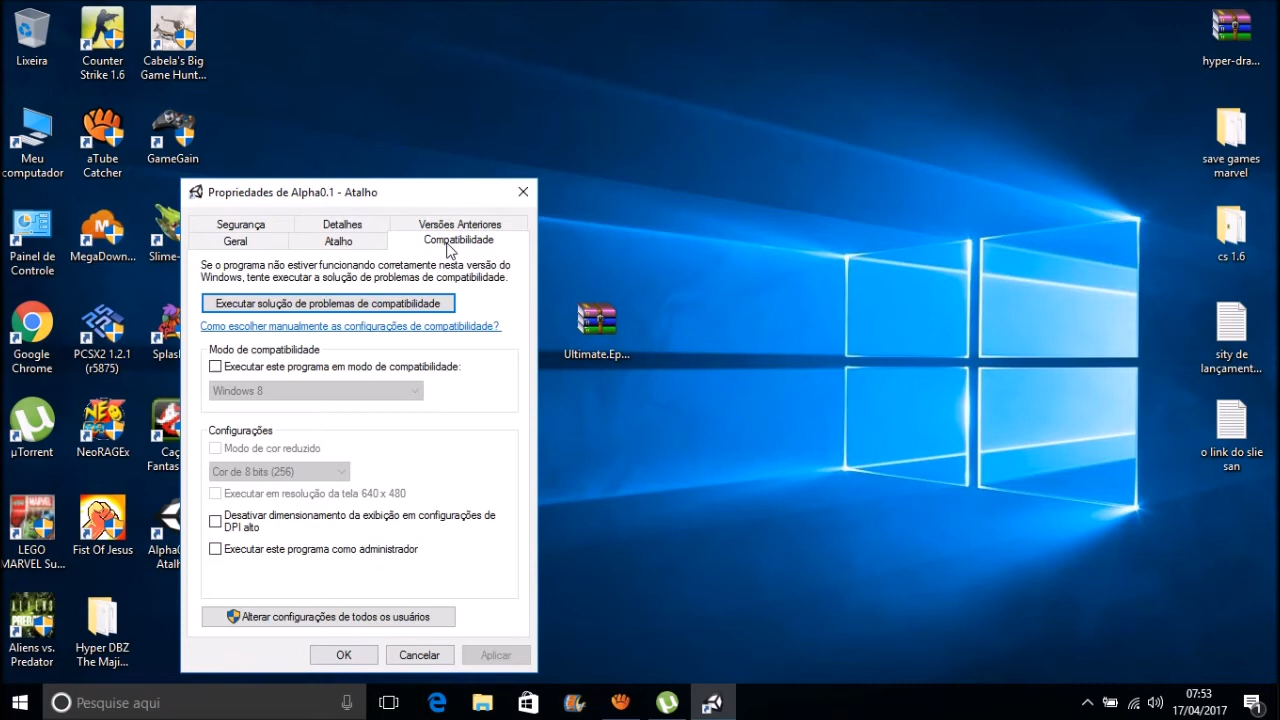 Lixeira
Counter
Strike 1.6
Cabela's Big
Game Hunt...
Meu
computador
aTube
Catcher
GameGain
Painel de
Controle
MegaDown...
Slime-
Google
Chrome
PCSX2 1.2.1
(r5875)
Splas
µTorrent
NeoRAGEx
Caç
Fantas
LEGO
MARVEL Su...
Fist Of Jesus
Alpha0
Atalh
Aliens vs.
Predator
Hyper DBZ
The Maji...
Propriedades de Alpha0.1 - Atalho
Segurança
Detalhes
Versões Anteriores
Geral
Atalho
Compatibilidade
Se o programa não estiver funcionando corretamente nesta versão do
Windows, tente executar a solução de problemas de compatibilidade.
Executar solução de problemas de compatibilidade
Como escolher manualmente as configurações de compatibilidade?
Modo de compatibilidade
Executar este programa em modo de compatibilidade:
Windows 8
Configurações
Modo de cor reduzido
Cor de 8 bits (256)
Executar em resolução da tela 640 x 480
Desativar dimensionamento da exibição em configurações de
DPI alto
Executar este programa como administrador
Alterar configurações de todos os usuários
OK
Cancelar
Aplicar
Ultimate.Ep...
hyper-dra...
save games
marvel
cs 1.6
sity de
lançament...
o link do slie
san
Pesquise aqui
07:53
17/04/2017
1